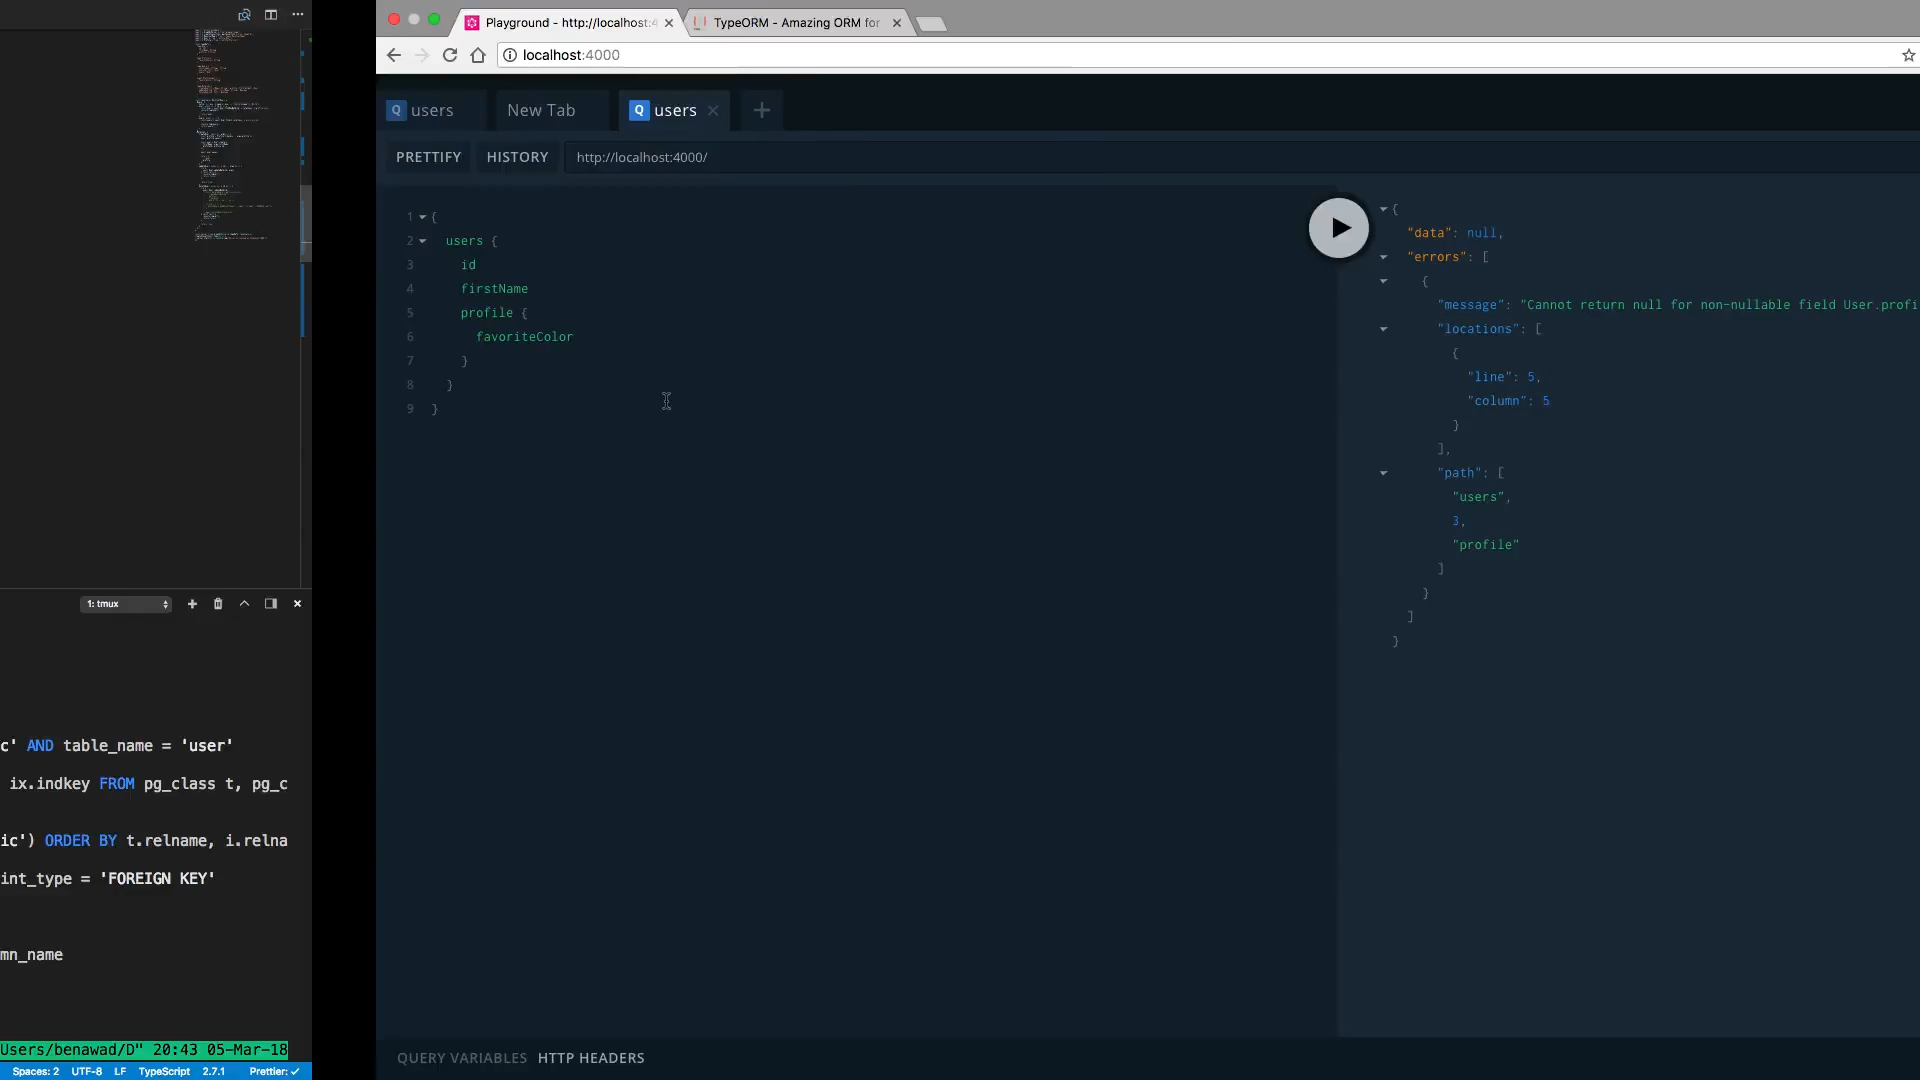 Playground - http://localhost:4
TypeORM - Amazing ORM for
localhost:4000
Q users
New Tab
Q users
PRETTIFY
HISTORY
http://localhost:4000/
1 {
2 users {
3 id
4 firstName
5 profile {
6 favoriteColor
7 }
8 }
9 }
{
"data": null,
"errors": [
{
"message": "Cannot return null for non-nullable field User.profi
"locations": [
{
"line": 5,
"column": 5
}
],
"path": [
"users",
3,
"profile"
]
}
]
}
QUERY VARIABLES HTTP HEADERS
1: tmux
c' AND table_name = 'user'
ix.indkey FROM pg_class t, pg_c
ic') ORDER BY t.relname, i.relna
int_type = 'FOREIGN KEY'
mn_name
Users/benawad/D" 20:43 05-Mar-18
Spaces: 2 UTF-8 LF TypeScript 2.7.1 Prettier: ✓